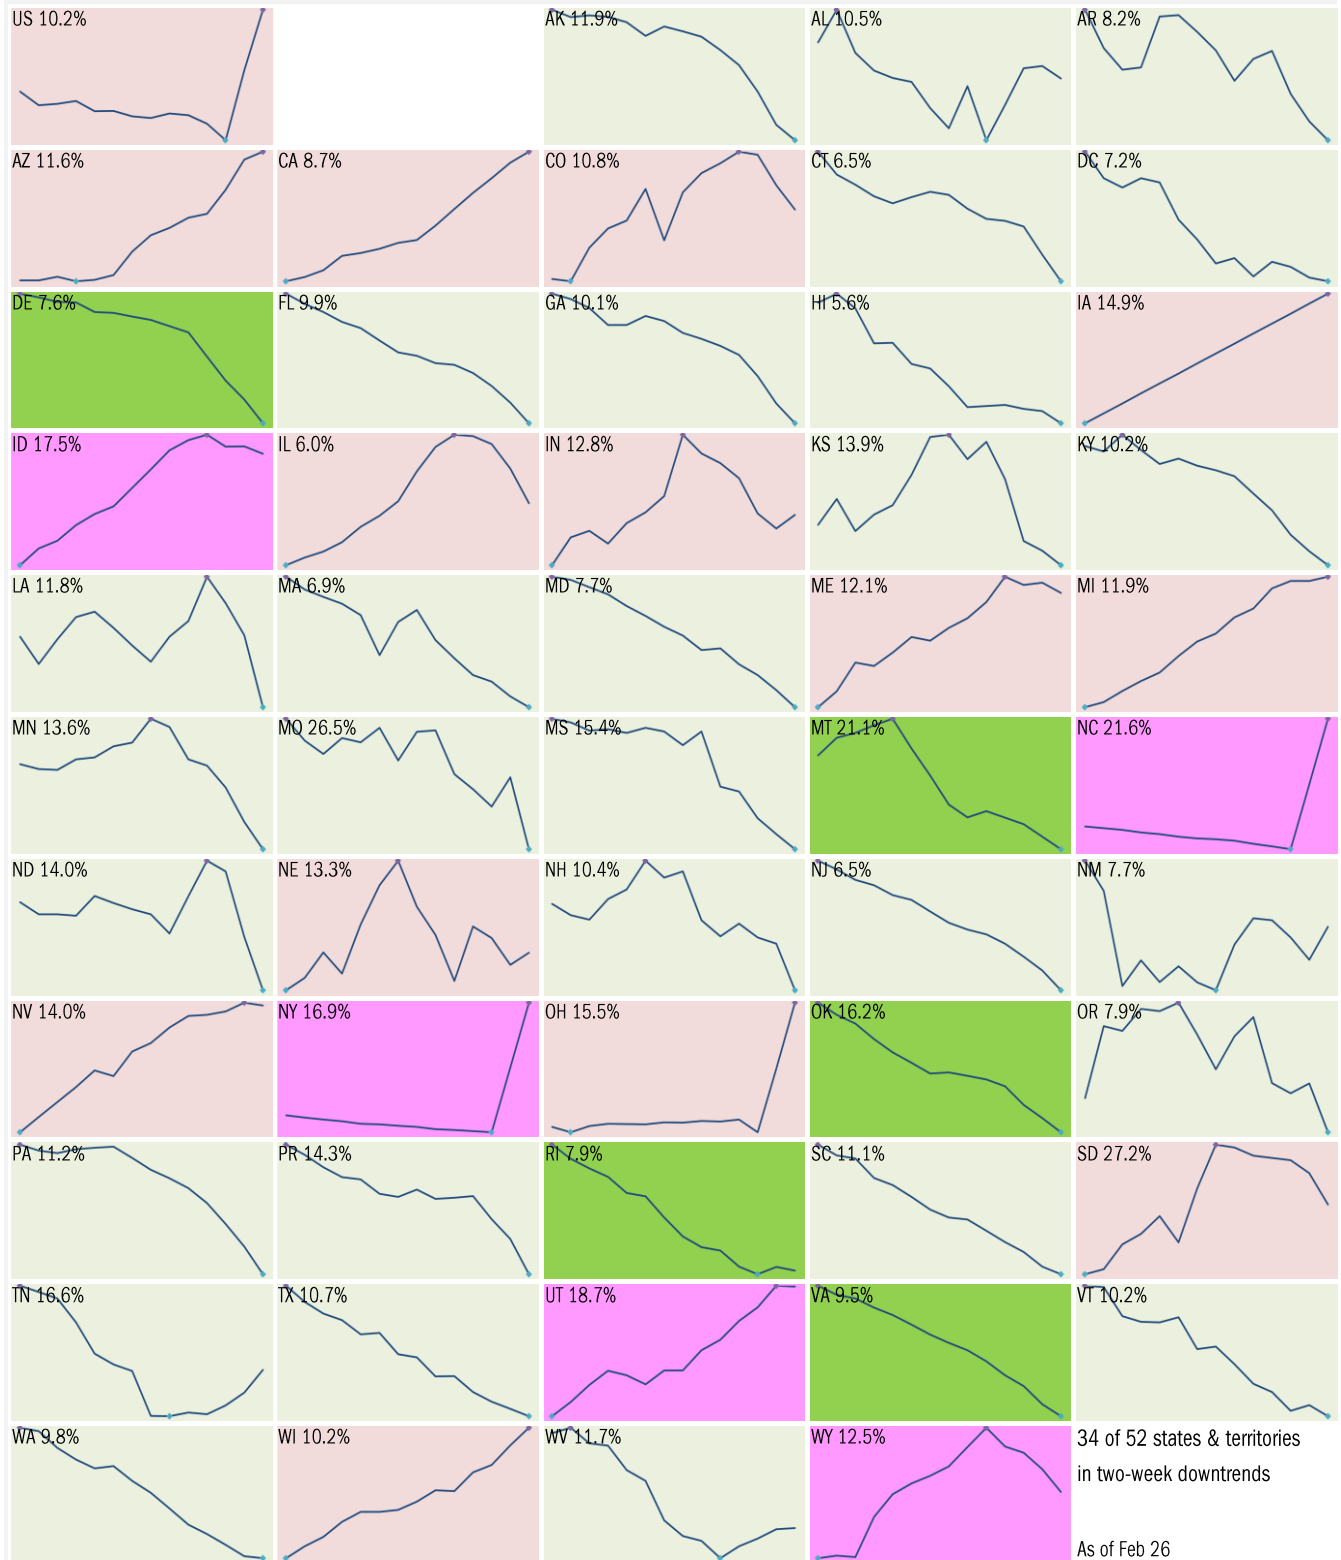 US 10.2%
AK 11.9%
AL 10.5%
AR 8.2%
AZ 11.6%
CA 8.7%
CO 10.8%
CT 6.5%
DC 7.2%
DE 7.6%
FL 9.9%
GA 10.1%
HI 5.6%
IA 14.9%
ID 17.5%
IL 6.0%
IN 12.8%
KS 13.9%
KY 10.2%
LA 11.8%
MA 6.9%
MD 7.7%
ME 12.1%
MI 11.9%
MN 13.6%
MO 26.5%
MS 15.4%
MT 21.1%
NC 21.6%
ND 14.0%
NE 13.3%
NH 10.4%
NJ 6.5%
NM 7.7%
NV 14.0%
NY 16.9%
OH 15.5%
OK 16.2%
OR 7.9%
PA 11.2%
PR 14.3%
RI 7.9%
SC 11.1%
SD 27.2%
TN 16.6%
TX 10.7%
UT 18.7%
VA 9.5%
VT 10.2%
WA 9.8%
WI 10.2%
WV 11.7%
WY 12.5%
34 of 52 states & territories
in two-week downtrends
As of Feb 26